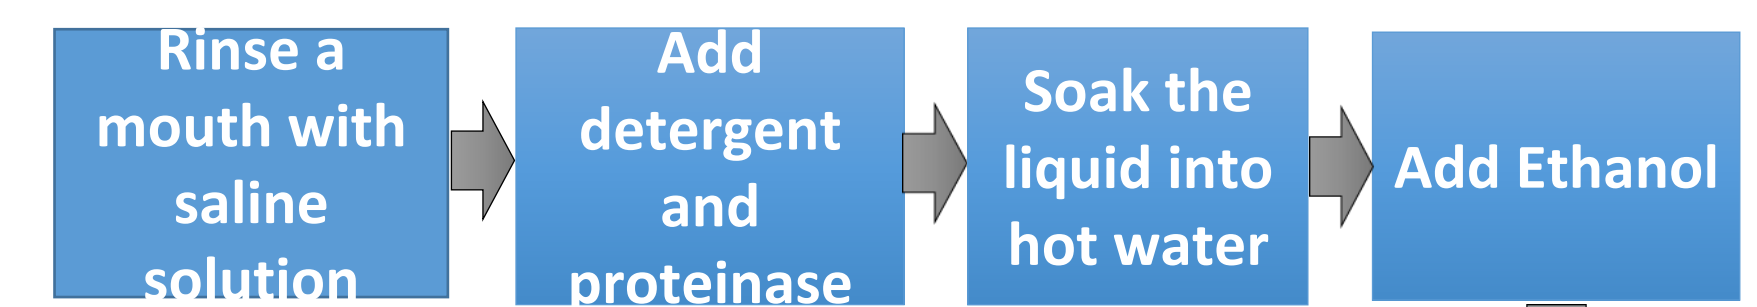 Rinse a
mouth with
saline
solution
Add
detergent
and
proteinase
Soak the
liquid into
hot water
Add Ethanol